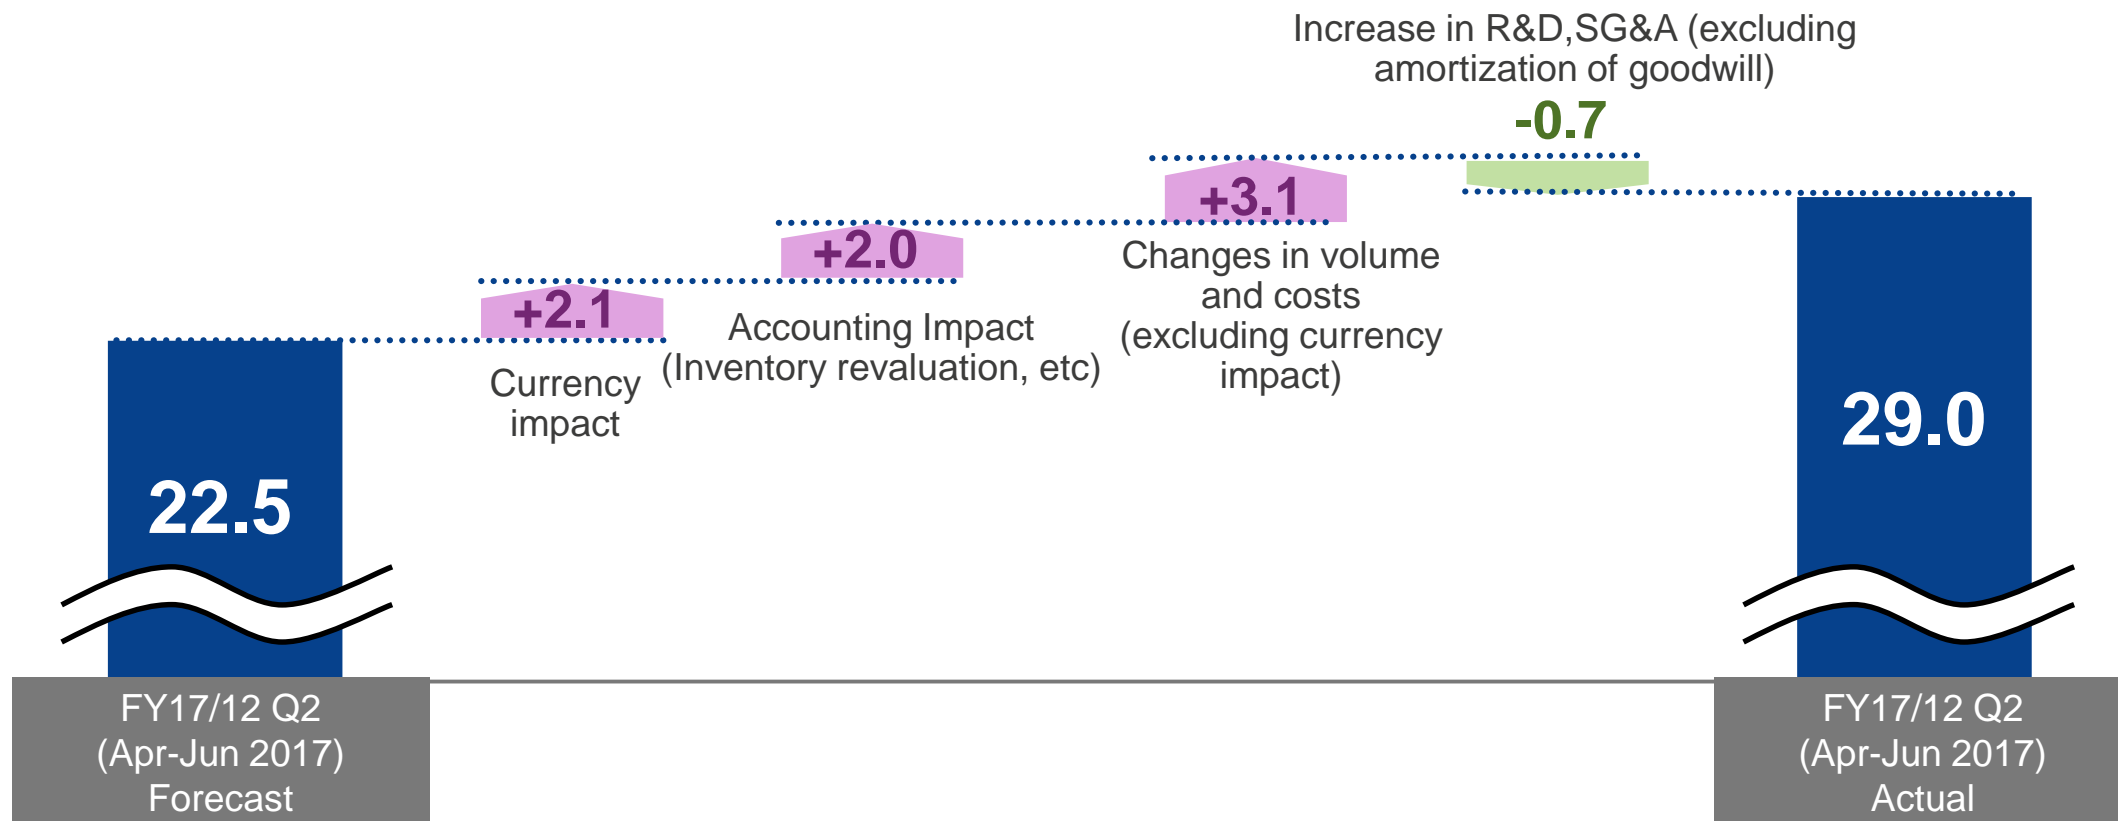 Increase in R&D,SG&A (excluding
amortization of goodwill)
-0.7
+3.1
Changes in volume
and costs
(excluding currency
impact)
+2.0
Accounting Impact
(Inventory revaluation, etc)
+2.1
Currency
impact
22.5
29.0
FY17/12 Q2
(Apr-Jun 2017)
Forecast
FY17/12 Q2
(Apr-Jun 2017)
Actual